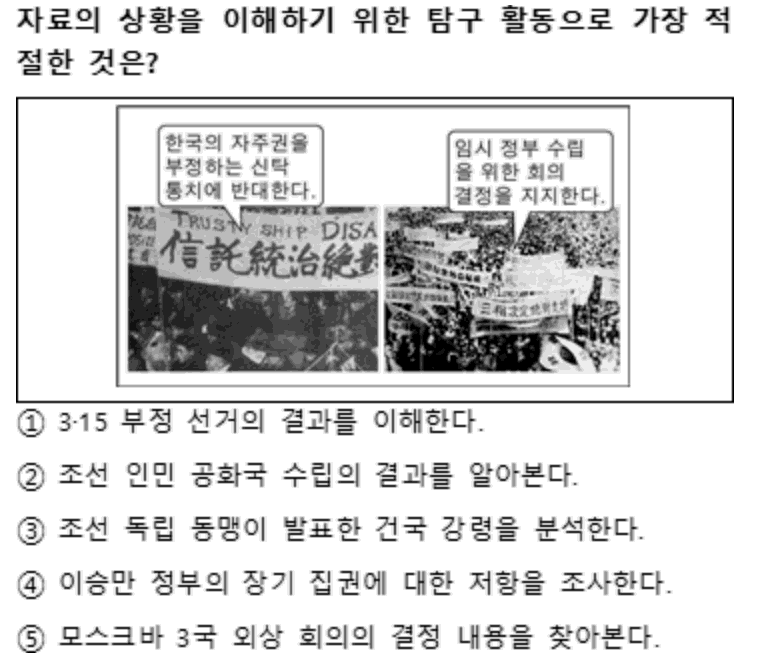 자료의 상황을 이해하기 위한 탐구 활동으로 가장 적
절한 것은?
한국의 자주권을
부정하는 신탁
통치에 반대한다.
임시 정부 수립
을 위한 회의
결정을 지지한다.
TRUSTY SHIP DISA
信託統治絶對
① 3·15 부정 선거의 결과를 이해한다.
② 조선 인민 공화국 수립의 결과를 알아본다.
③ 조선 독립 동맹이 발표한 건국 강령을 분석한다.
④ 이승만 정부의 장기 집권에 대한 저항을 조사한다.
⑤ 모스크바 3국 외상 회의의 결정 내용을 찾아본다.